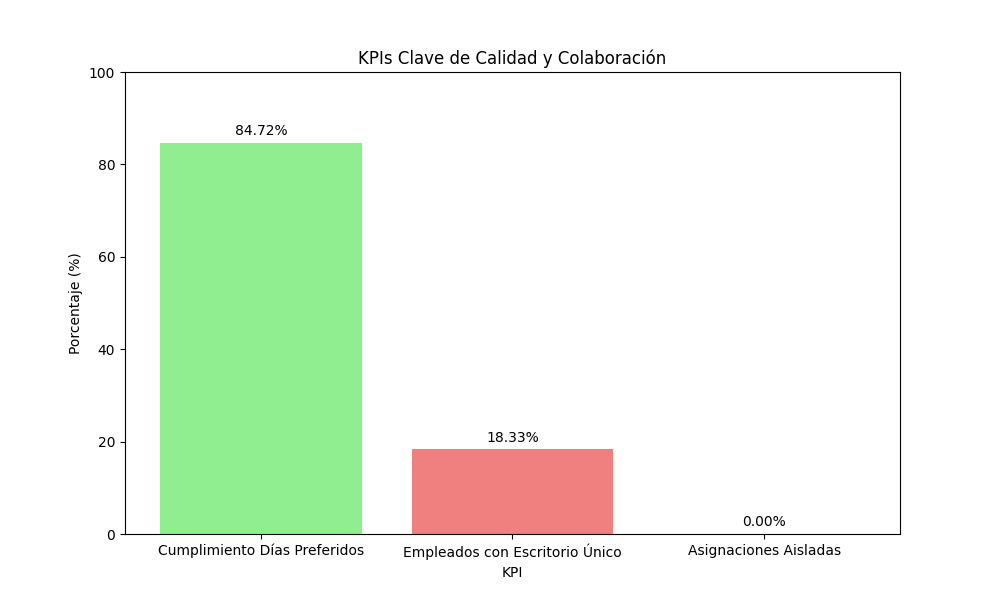 KPIs Clave de Calidad y Colaboración
100
80
60
40
20
0
Porcentaje (%)
84.72%
18.33%
0.00%
Cumplimiento Días Preferidos
Empleados con Escritorio Único
Asignaciones Aisladas
KPI